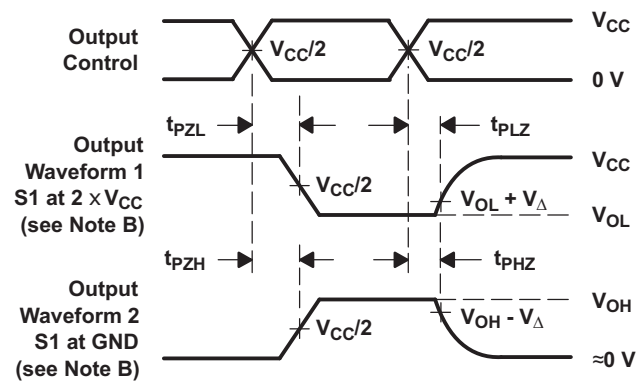 Output
Control
V_CC/2
V_CC/2
V_CC
0 V
t_PZL
t_PLZ
Output
Waveform 1
S1 at 2 x V_CC
(see Note B)
V_CC/2
V_OL + V_Δ
V_CC
V_OL
t_PZH
t_PHZ
Output
Waveform 2
S1 at GND
(see Note B)
V_CC/2
V_OH - V_Δ
V_OH
≈0 V